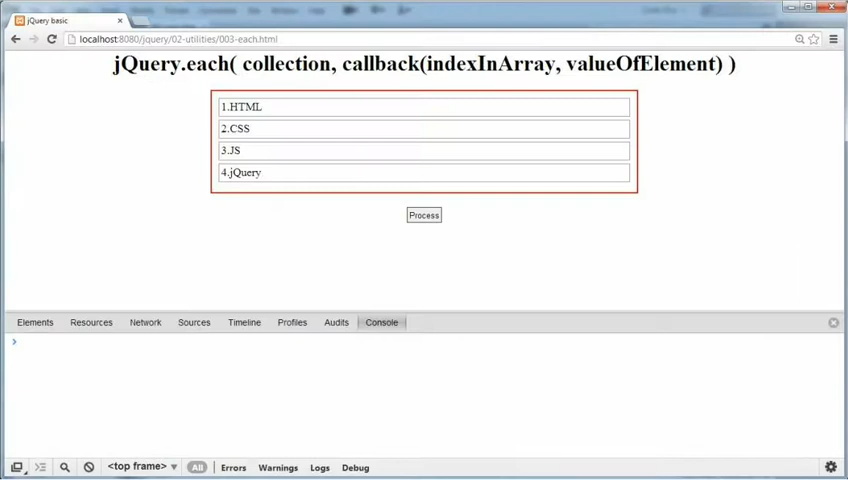 jQuery basic
localhost:8080/jquery/02-utilities/003-each.html
jQuery.each( collection, callback(indexInArray, valueOfElement) )
1.HTML
2.CSS
3.JS
4.jQuery
Process
Elements Resources Network Sources Timeline Profiles Audits Console
<top frame> All Errors Warnings Logs Debug